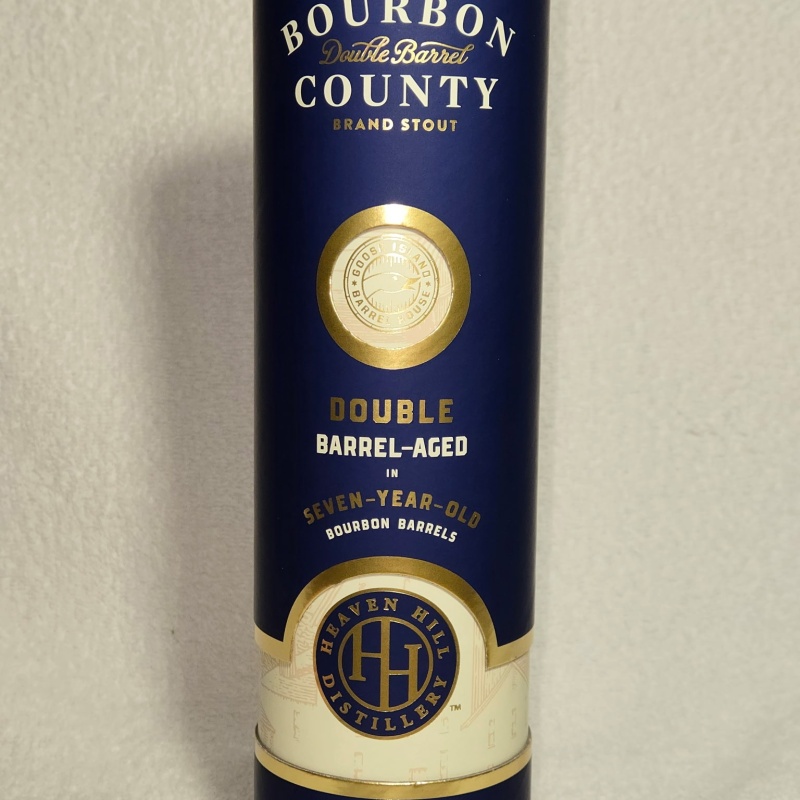 BOURBON
Double Barrel
COUNTY
BRAND STOUT
GOOSE ISLAND
BARREL HOUSE
DOUBLE
BARREL-AGED
IN
SEVEN-YEAR-OLD
BOURBON BARRELS
HEAVEN HILL
HH
DISTILLERY
TM